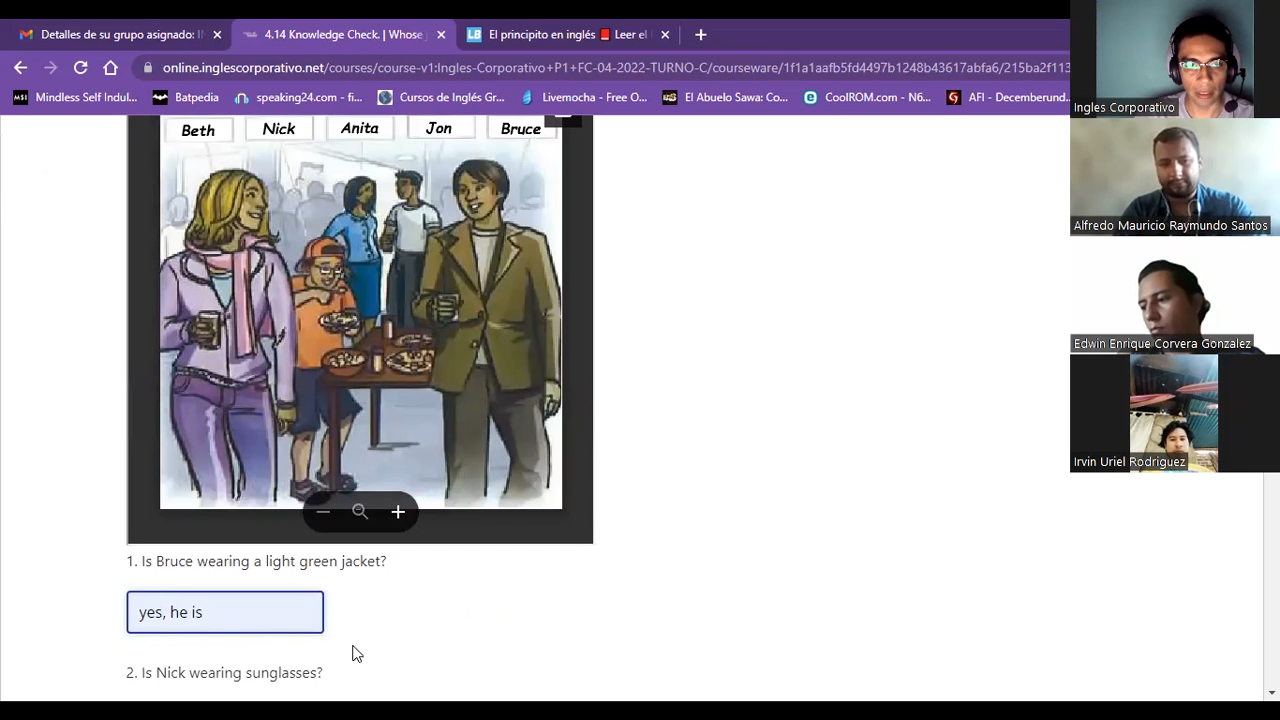 Detalles de su grupo asignado: II
4.14 Knowledge Check. | Whose
El principito en inglés 📕 Leer el
online.inglescorporativo.net/courses/course-v1:Ingles-Corporativo+P1+FC-04-2022-TURNO-C/courseware/1f1a1aafb5fd4497b1248b43617abfa6/215ba2f113
Mindless Self Indul...
Batpedia
speaking24.com - fi...
Cursos de Inglés Gr...
Livemocha - Free O...
El Abuelo Sawa: Co...
CoolROM.com - N6...
AFI - Decemberund...
Beth
Nick
Anita
Jon
Bruce
1. Is Bruce wearing a light green jacket?
yes, he is
2. Is Nick wearing sunglasses?
Ingles Corporativo
Alfredo Mauricio Raymundo Santos
Edwin Enrique Corvera Gonzalez
Irvin Uriel Rodriguez